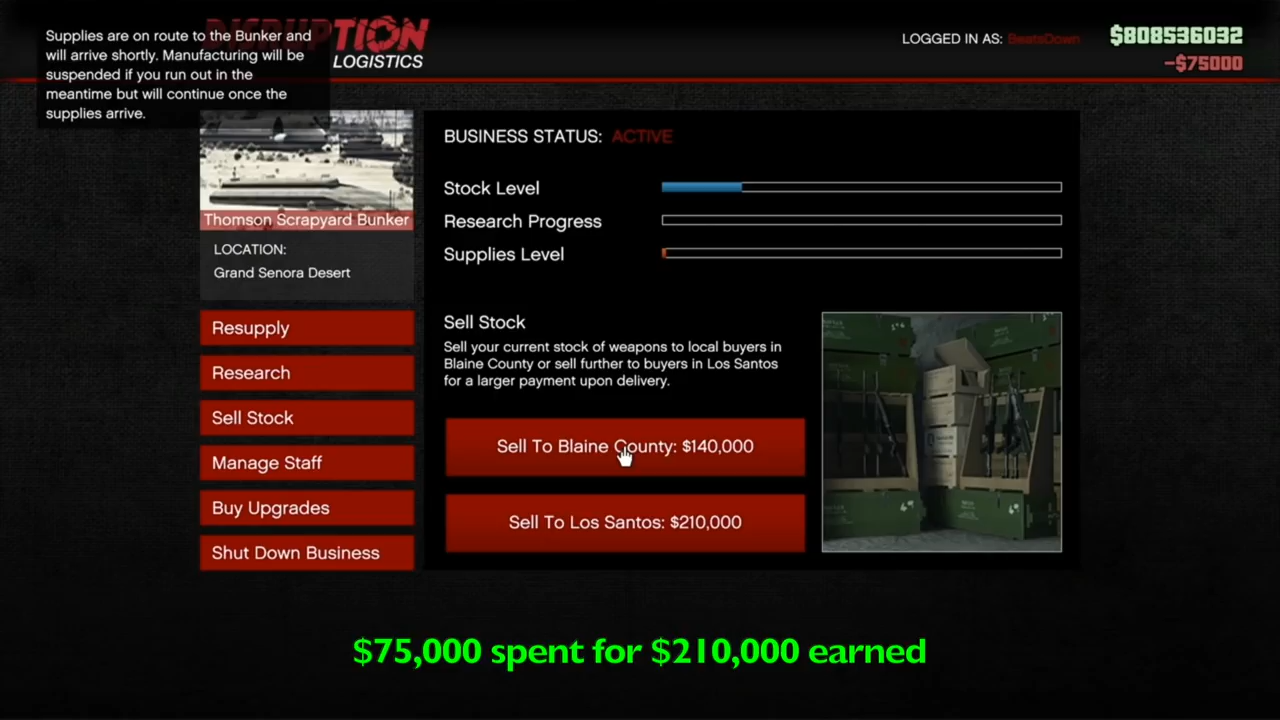 Supplies are on route to the Bunker and
will arrive shortly. Manufacturing will be
suspended if you run out in the
meantime but will continue once the
supplies arrive.
DISRUPTION
LOGISTICS
LOGGED IN AS: BeatsDown
$808536032
-$75000
Thomson Scrapyard Bunker
LOCATION:
Grand Senora Desert
Resupply
Research
Sell Stock
Manage Staff
Buy Upgrades
Shut Down Business
BUSINESS STATUS: ACTIVE
Stock Level
Research Progress
Supplies Level
Sell Stock
Sell your current stock of weapons to local buyers in
Blaine County or sell further to buyers in Los Santos
for a larger payment upon delivery.
Sell To Blaine County: $140,000
Sell To Los Santos: $210,000
$75,000 spent for $210,000 earned